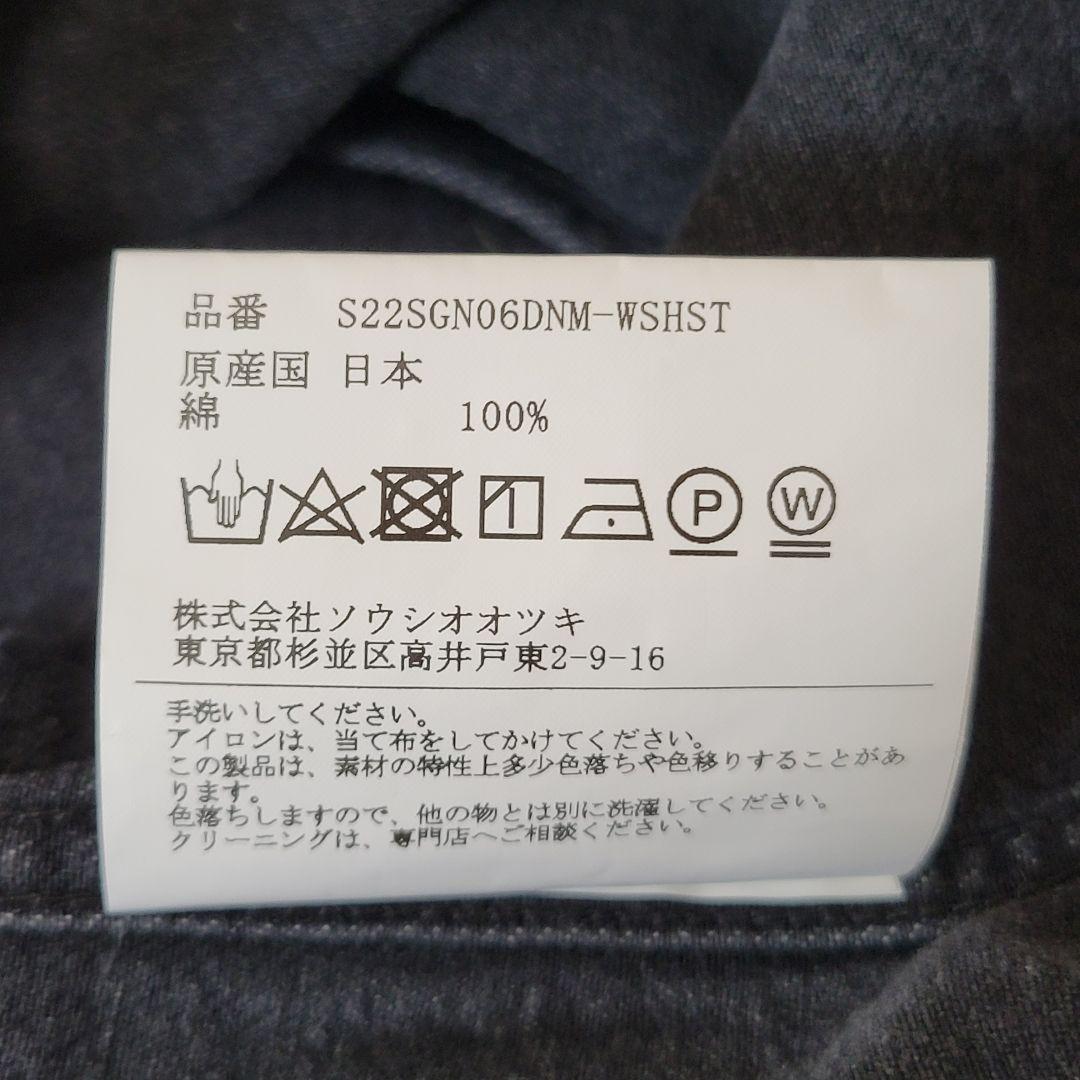 品番 S22SGN06DNM-WSHST
原産国 日本
綿 100%
P W
株式会社ソウシオオツキ
東京都杉並区高井戸東2-9-16
手洗いしてください。
アイロンは、当て布をしてかけてください。
この製品は、素材の特性上多少色落ちや色移りすることがあ
ります。
色落ちしますので、他の物とは別に洗濯してください。
クリーニングは、専門店へご相談ください。